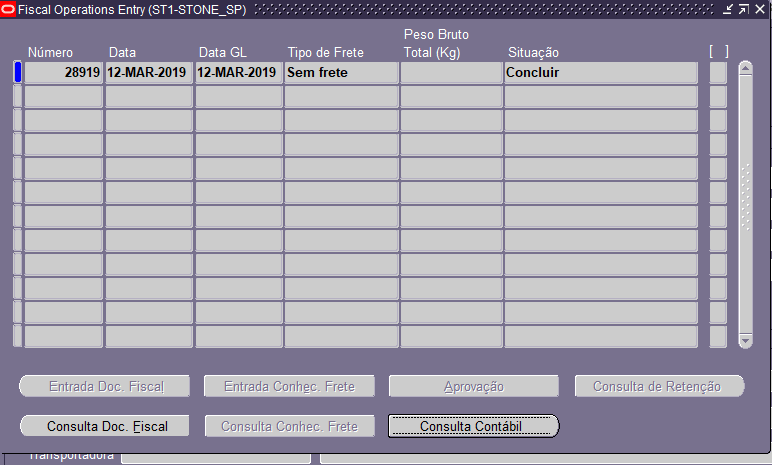 Fiscal Operations Entry (ST1-STONE_SP)
Peso Bruto
Número Data Data GL Tipo de Frete Total (Kg) Situação [ ]
28919 12-MAR-2019 12-MAR-2019 Sem frete Concluir
Entrada Doc. Fiscal Entrada Conhec. Frete Aprovação Consulta de Retenção
Consulta Doc. Fiscal Consulta Conhec. Frete Consulta Contábil
Transportadora